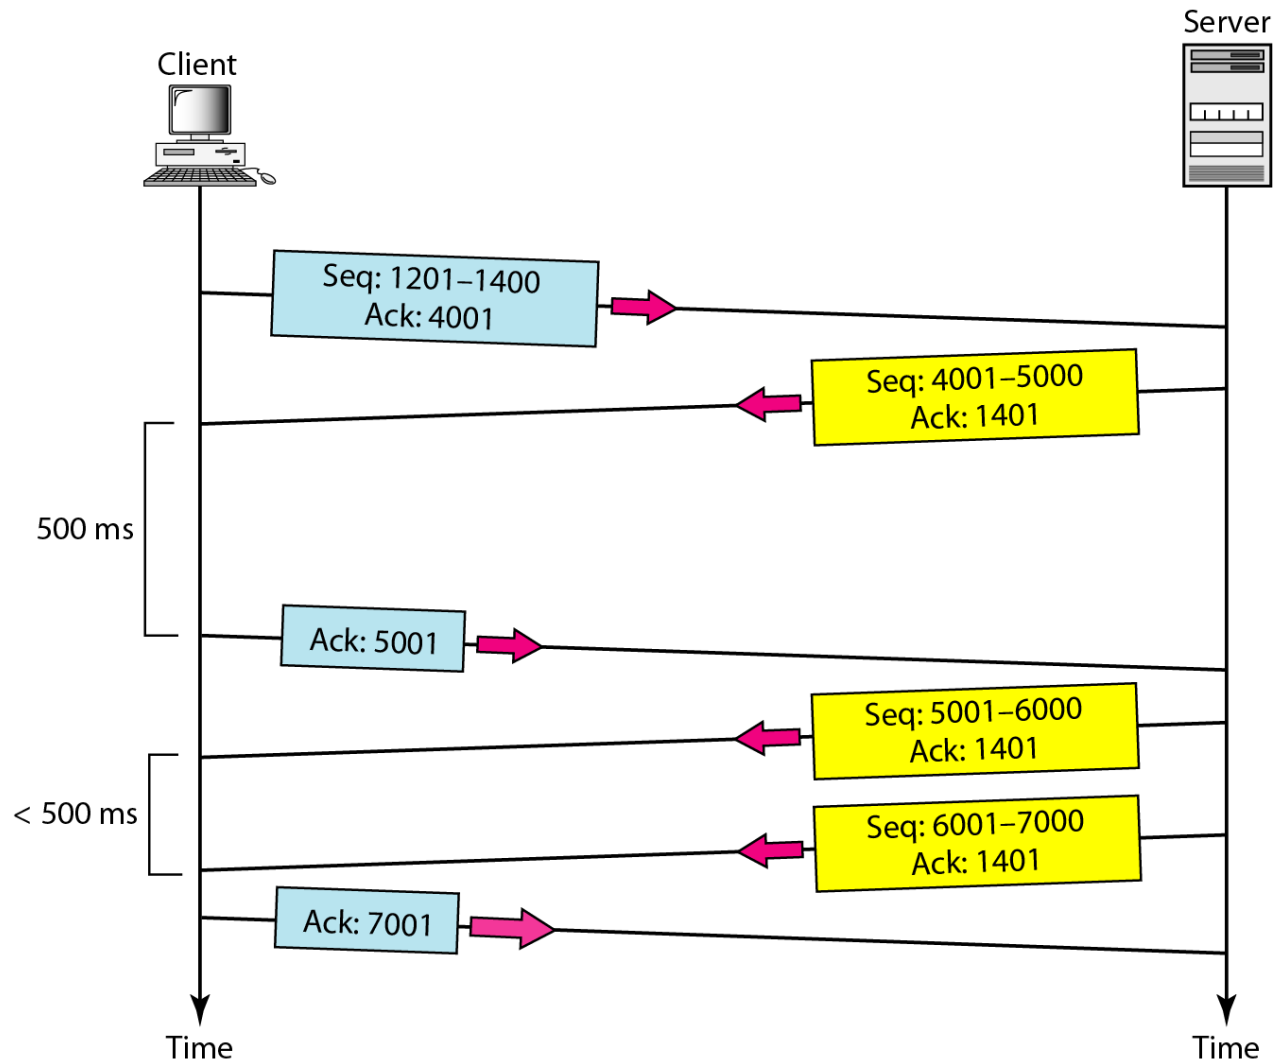 Server
Client
Seq: 1201–1400
Ack: 4001
Seq: 4001–5000
Ack: 1401
500 ms
Ack: 5001
Seq: 5001–6000
Ack: 1401
< 500 ms
Seq: 6001–7000
Ack: 1401
Ack: 7001
Time
Time